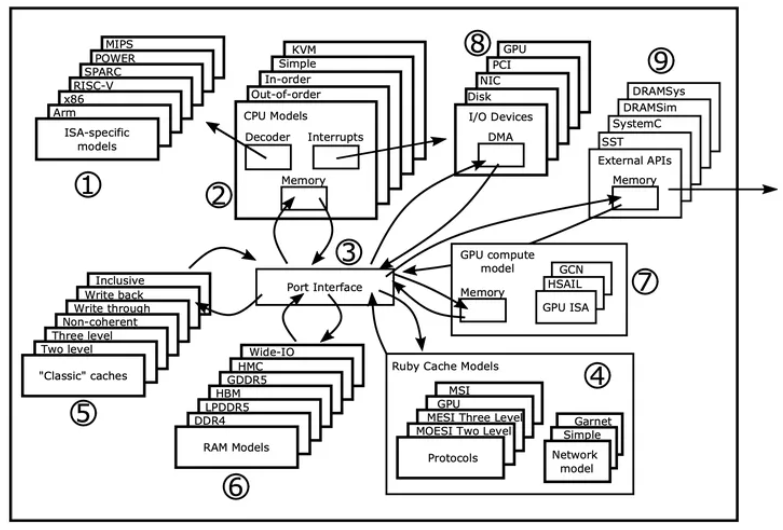 MIPS
POWER
SPARC
RISC-V
x86
Arm
ISA-specific
models
①
KVM
Simple
In-order
Out-of-order
CPU Models
Decoder Interrupts
Memory
②
⑧
GPU
PCI
NIC
Disk
I/O Devices
DMA
⑨
DRAMSys
DRAMSim
SystemC
SST
External APIs
Memory
③
Port Interface
GPU compute
model
Memory
GCN
HSAIL
GPU ISA
⑦
Inclusive
Write back
Write through
Non-coherent
Three level
Two level
"Classic" caches
⑤
Wide-IO
HMC
GDDR5
HBM
LPDDR5
DDR4
RAM Models
⑥
Ruby Cache Models
④
MSI
GPU
MESI Three Level
MOESI Two Level
Protocols
Garnet
Simple
Network
model